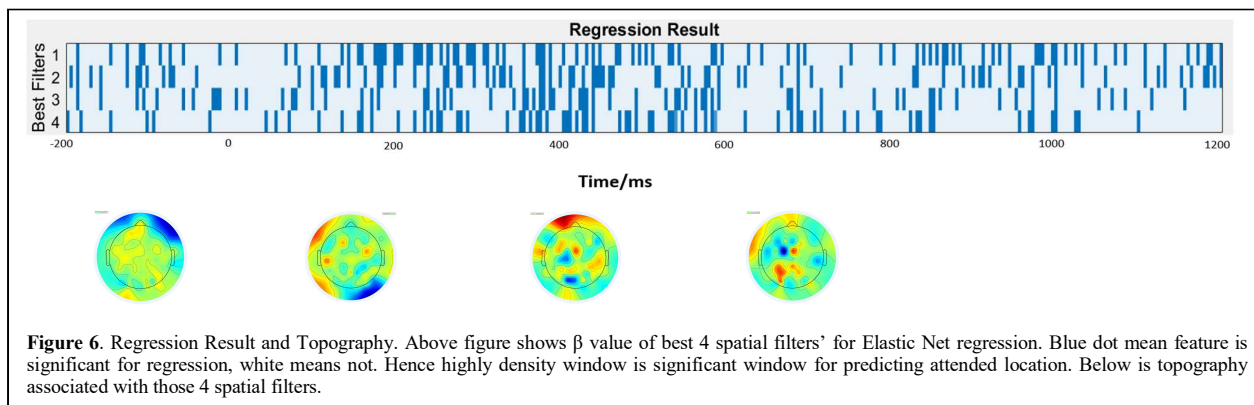 Regression Result
Best Filters
1
2
3
4
-200 0 200 400 600 800 1000 1200
Time/ms
Figure 6. Regression Result and Topography. Above figure shows β value of best 4 spatial filters’ for Elastic Net regression. Blue dot mean feature is
significant for regression, white means not. Hence highly density window is significant window for predicting attended location. Below is topography
associated with those 4 spatial filters.